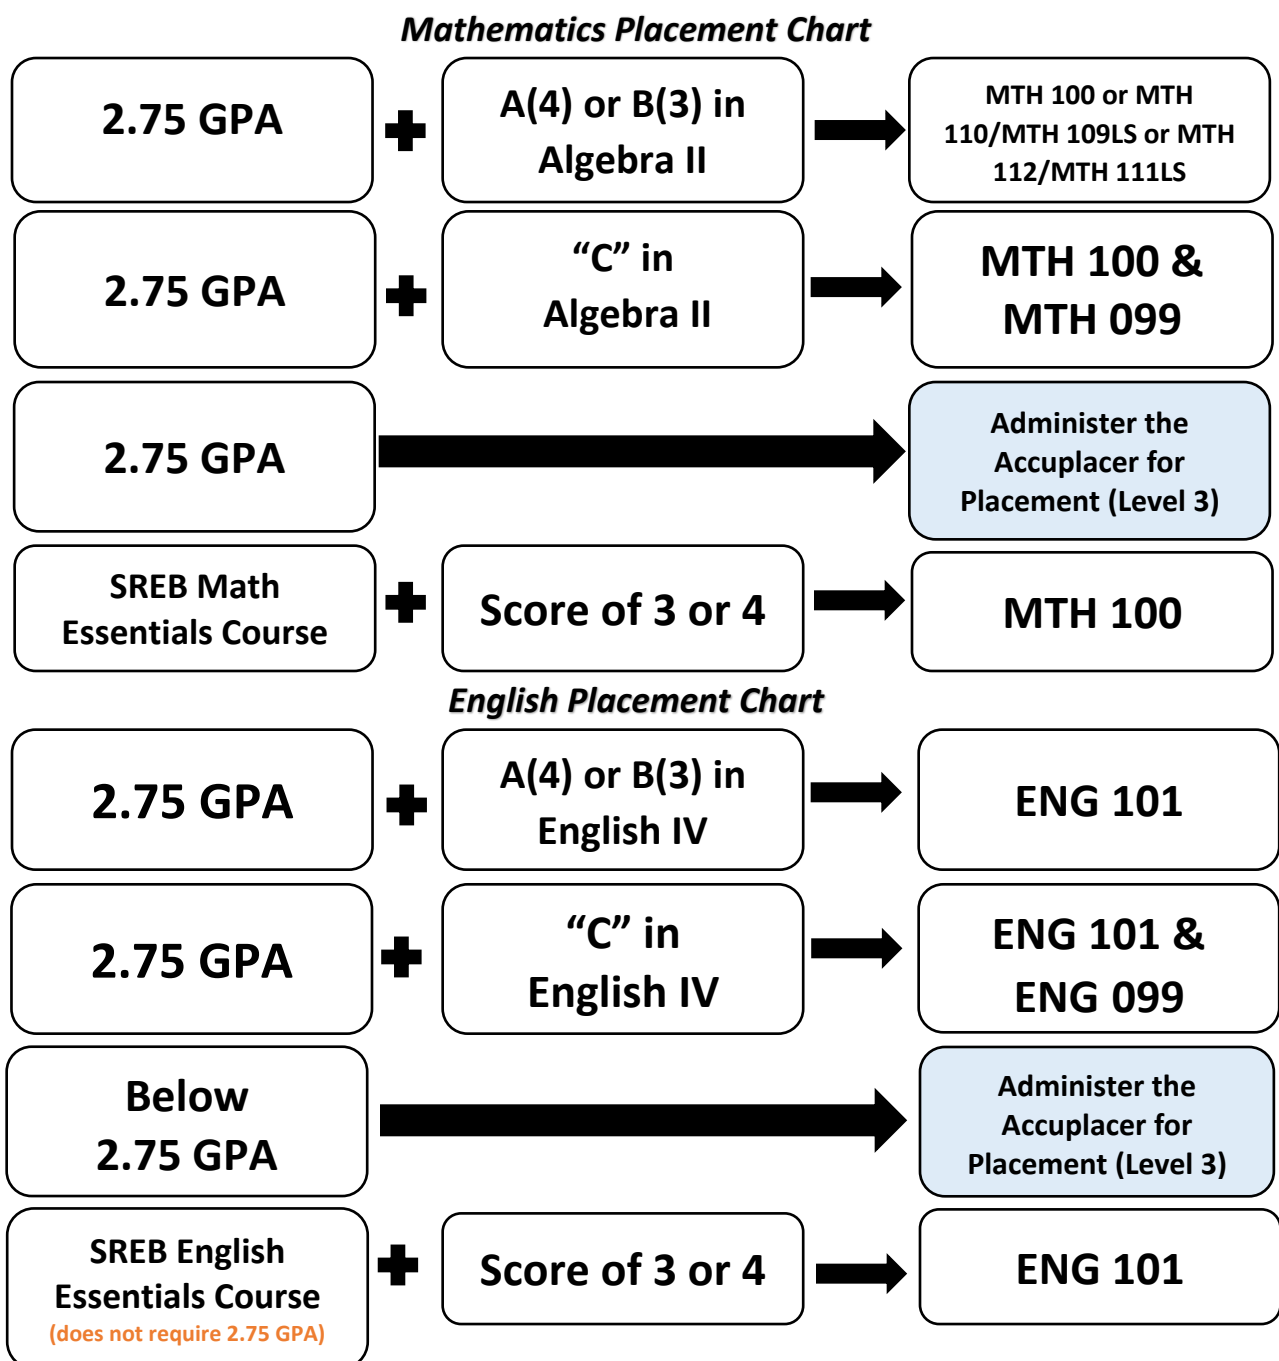 Mathematics Placement Chart
2.75 GPA
A(4) or B(3) in
Algebra II
MTH 100 or MTH
110/MTH 109LS or MTH
112/MTH 111LS
2.75 GPA
“C” in
Algebra II
MTH 100 &
MTH 099
2.75 GPA
Administer the
Accuplacer for
Placement (Level 3)
SREB Math
Essentials Course
Score of 3 or 4
MTH 100
English Placement Chart
2.75 GPA
A(4) or B(3) in
English IV
ENG 101
2.75 GPA
“C” in
English IV
ENG 101 &
ENG 099
Below
2.75 GPA
Administer the
Accuplacer for
Placement (Level 3)
SREB English
Essentials Course
(does not require 2.75 GPA)
Score of 3 or 4
ENG 101